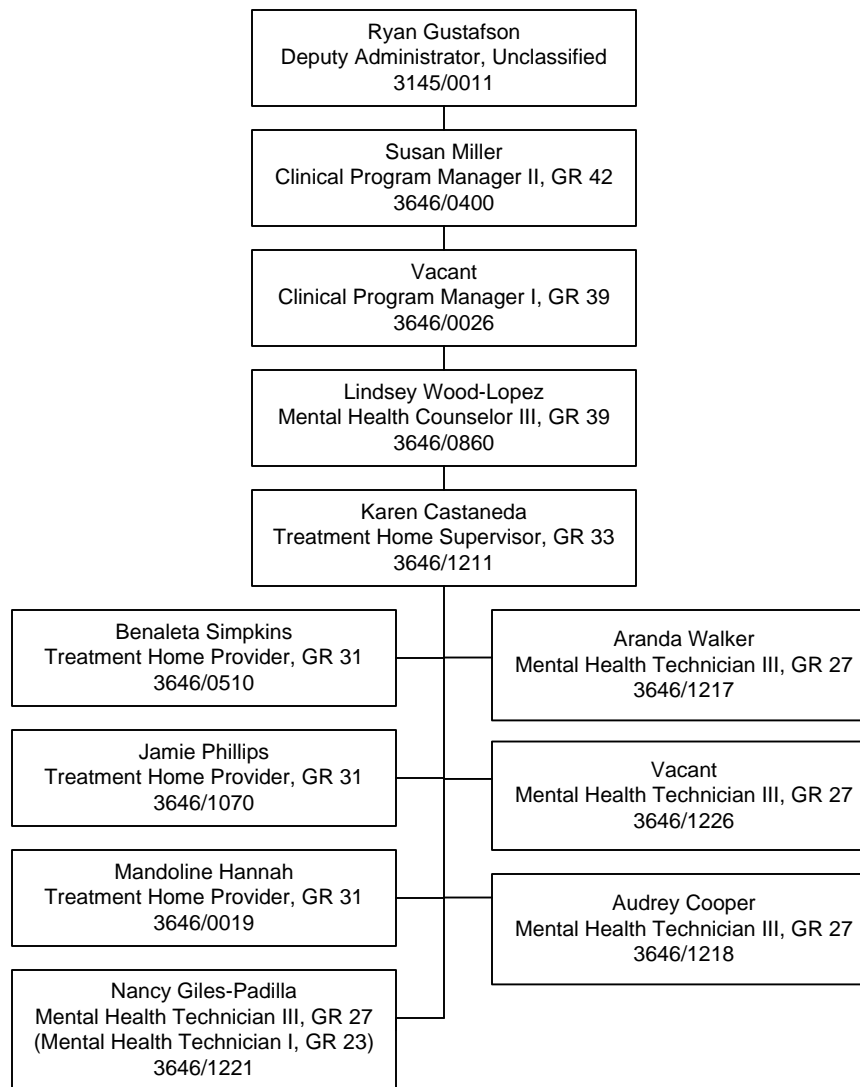 Ryan Gustafson
Deputy Administrator, Unclassified
3145/0011
Susan Miller
Clinical Program Manager II, GR 42
3646/0400
Vacant
Clinical Program Manager I, GR 39
3646/0026
Lindsey Wood-Lopez
Mental Health Counselor III, GR 39
3646/0860
Karen Castaneda
Treatment Home Supervisor, GR 33
3646/1211
Benaleta Simpkins
Treatment Home Provider, GR 31
3646/0510
Aranda Walker
Mental Health Technician III, GR 27
3646/1217
Jamie Phillips
Treatment Home Provider, GR 31
3646/1070
Vacant
Mental Health Technician III, GR 27
3646/1226
Mandoline Hannah
Treatment Home Provider, GR 31
3646/0019
Audrey Cooper
Mental Health Technician III, GR 27
3646/1218
Nancy Giles-Padilla
Mental Health Technician III, GR 27
(Mental Health Technician I, GR 23)
3646/1221